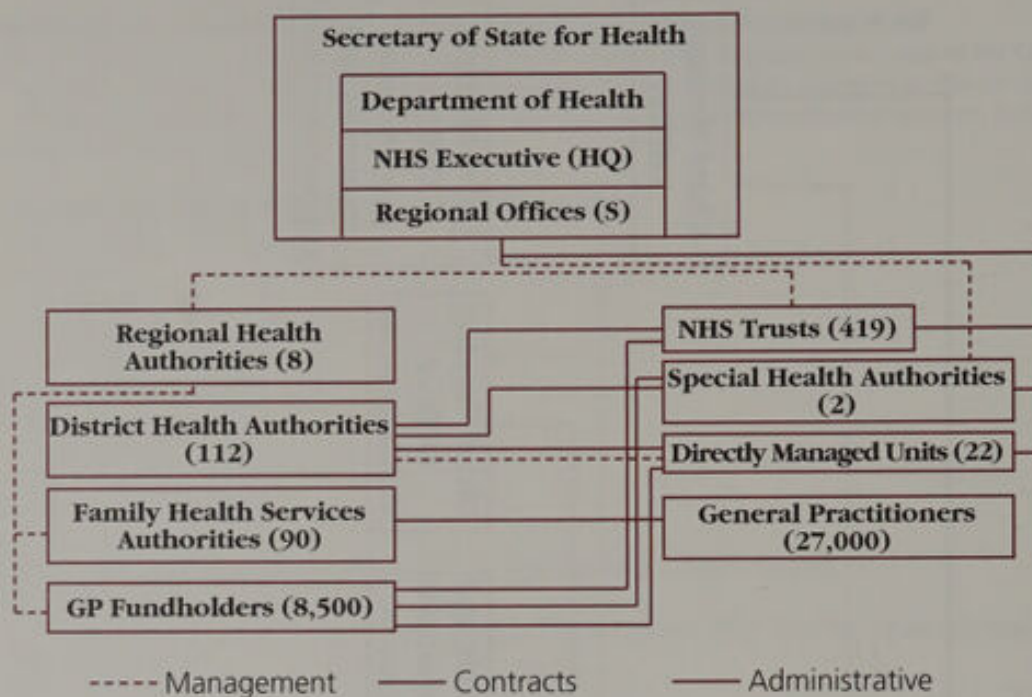 Secretary of State for Health
Department of Health
NHS Executive (HQ)
Regional Offices (S)
Regional Health
Authorities (8)
NHS Trusts (419)
Special Health Authorities
(2)
District Health Authorities
(112)
Directly Managed Units (22)
Family Health Services
Authorities (90)
General Practitioners
(27,000)
GP Fundholders (8,500)
Management
Contracts
Administrative